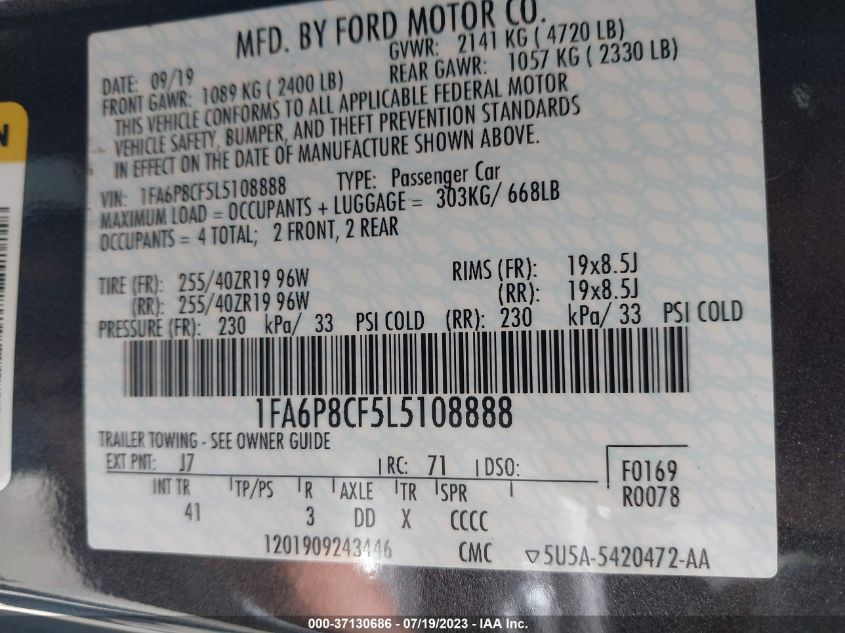 MFD. BY FORD MOTOR CO.
DATE: 09/19 GVWR: 2141 KG ( 4720 LB)
FRONT GAWR: 1089 KG ( 2400 LB) REAR GAWR: 1057 KG ( 2330 LB)
THIS VEHICLE CONFORMS TO ALL APPLICABLE FEDERAL MOTOR
VEHICLE SAFETY, BUMPER, AND THEFT PREVENTION STANDARDS
IN EFFECT ON THE DATE OF MANUFACTURE SHOWN ABOVE.
VIN: 1FA6P8CF5L5108888 TYPE: Passenger Car
MAXIMUM LOAD = OCCUPANTS + LUGGAGE = 303KG/ 668LB
OCCUPANTS = 4 TOTAL; 2 FRONT, 2 REAR
TIRE (FR): 255/40ZR19 96W RIMS (FR): 19x8.5J
(RR): 255/40ZR19 96W (RR): 19x8.5J
PRESSURE (FR): 230 kPa/ 33 PSI COLD (RR): 230 kPa/ 33 PSI COLD
1FA6P8CF5L5108888
TRAILER TOWING - SEE OWNER GUIDE
EXT PNT: J7 RC: 71 DSO: F0169
INT TR TP/PS R AXLE TR SPR R0078
41 3 DD X CCCC
1201909243446 CMC ▽5U5A-5420472-AA
000-37130686 - 07/19/2023 - IAA Inc.